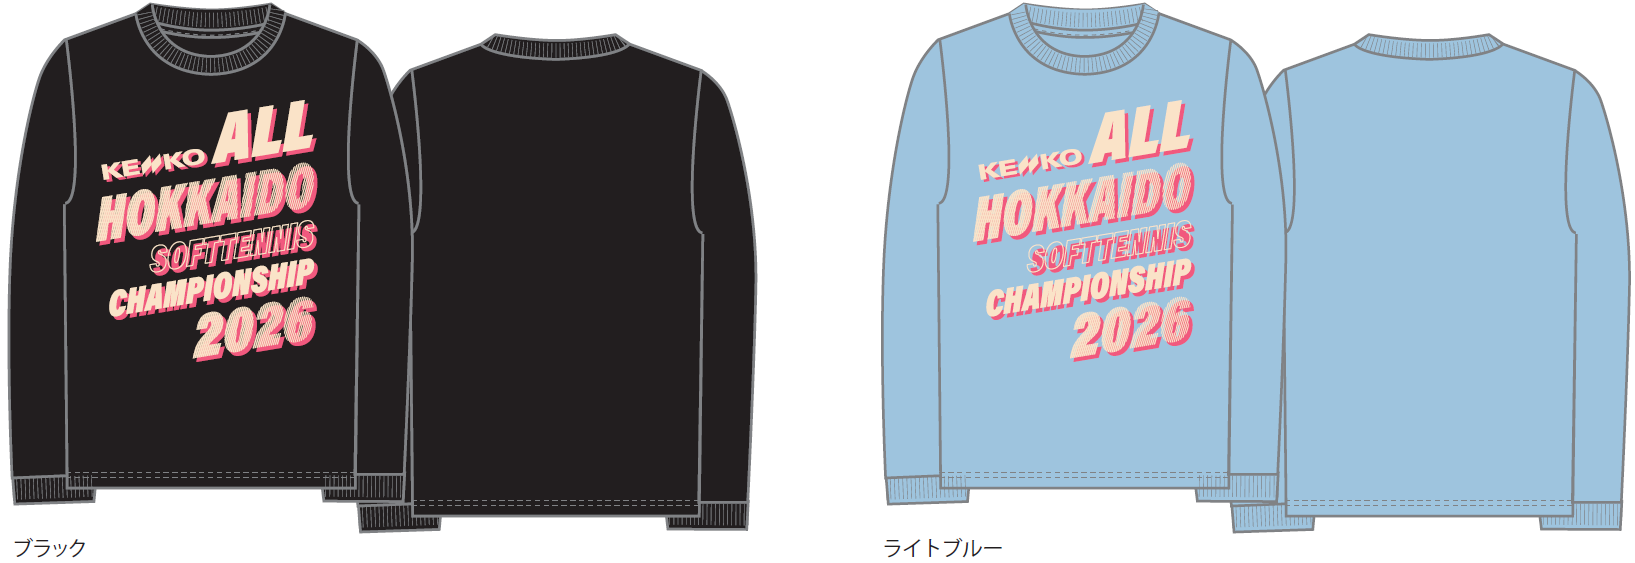 KENKO ALL
HOKKAIDO
SOFTTENNIS
CHAMPIONSHIP
2026
ブラック
KENKO ALL
HOKKAIDO
SOFTTENNIS
CHAMPIONSHIP
2026
ライトブルー